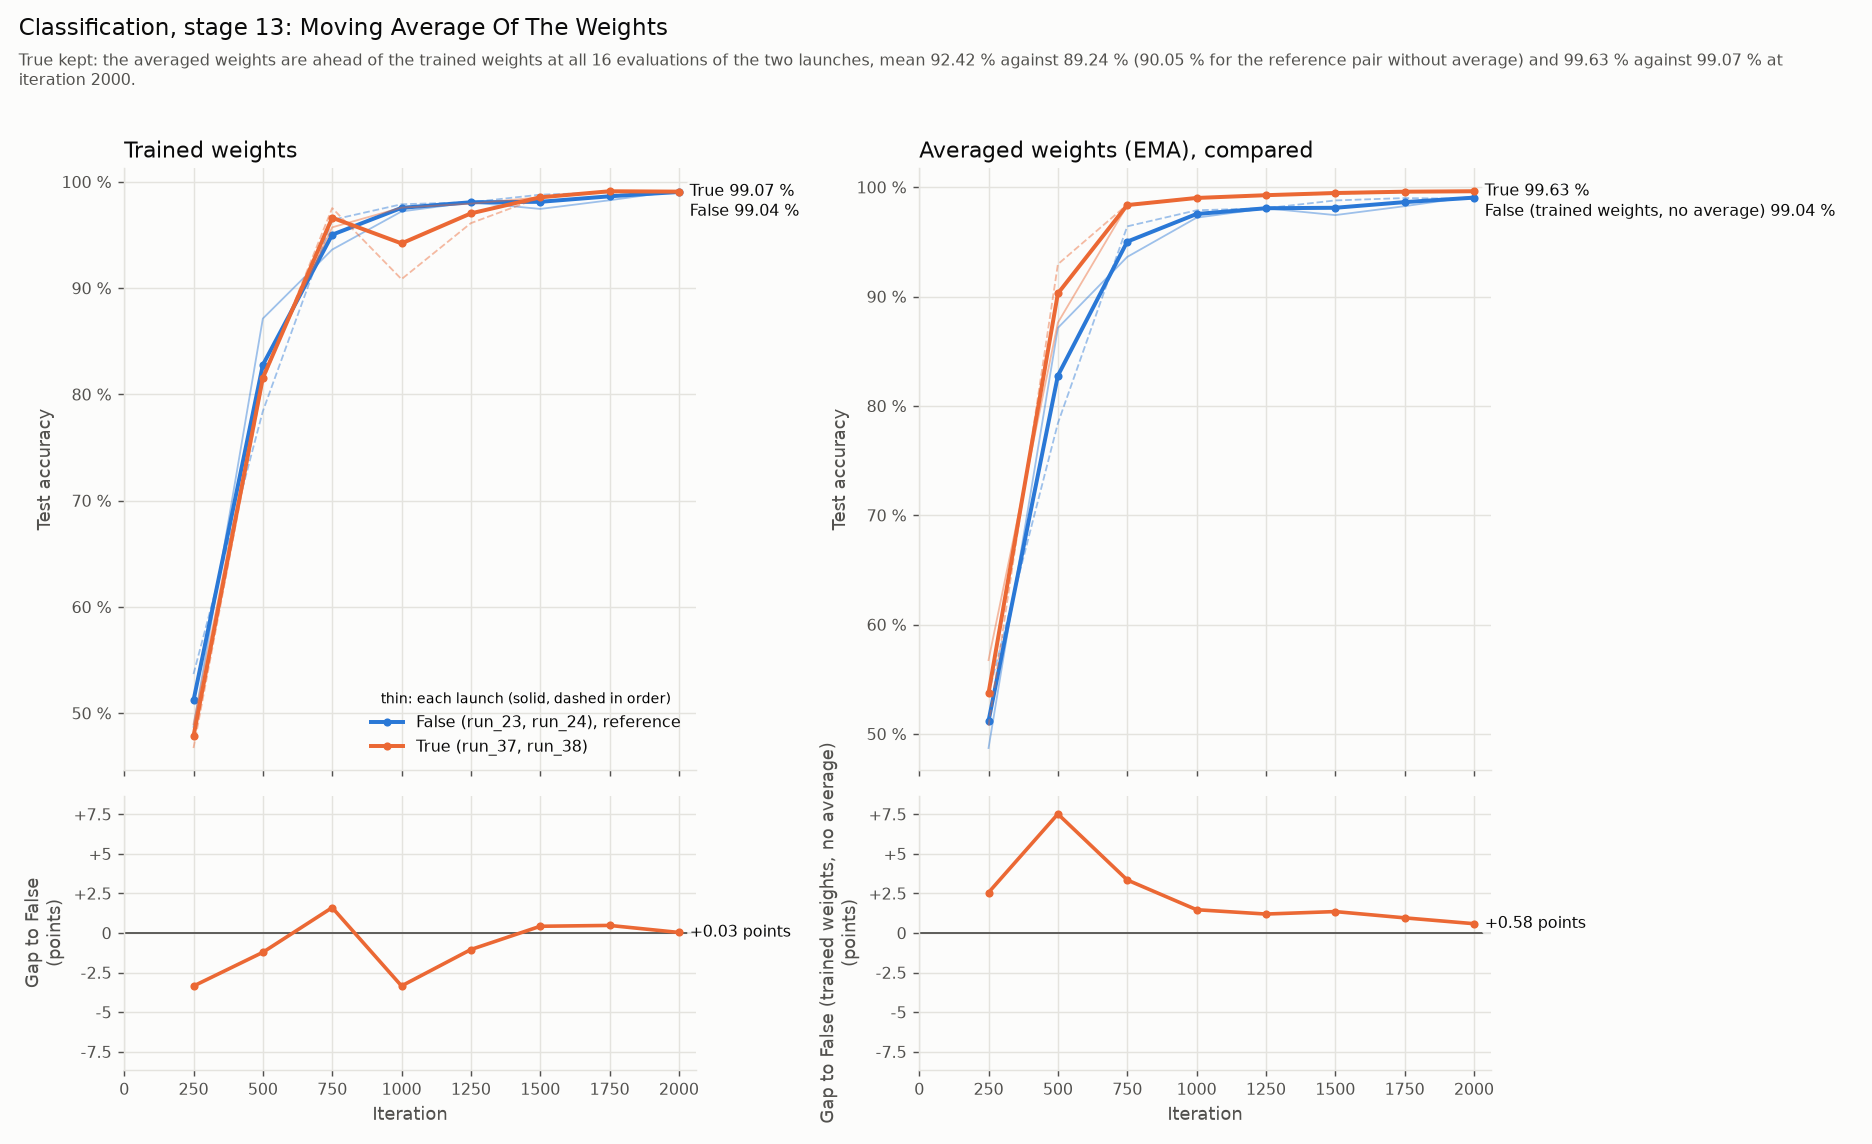 Classification, stage 13: Moving Average Of The Weights
True kept: the averaged weights are ahead of the trained weights at all 16 evaluations of the two launches, mean 92.42 % against 89.24 % (90.05 % for the reference pair without average) and 99.63 % against 99.07 % at
iteration 2000.
Trained weights
100 %
90 %
80 %
70 %
60 %
50 %
Test accuracy
True 99.07 %
False 99.04 %
thin: each launch (solid, dashed in order)
False (run_23, run_24), reference
True (run_37, run_38)
+7.5
+5
+2.5
0
-2.5
-5
-7.5
Gap to False
(points)
+0.03 points
0 250 500 750 1000 1250 1500 1750 2000
Iteration
Averaged weights (EMA), compared
100 %
90 %
80 %
70 %
60 %
50 %
Test accuracy
True 99.63 %
False (trained weights, no average) 99.04 %
+7.5
+5
+2.5
0
-2.5
-5
-7.5
Gap to False (trained weights, no average)
(points)
+0.58 points
0 250 500 750 1000 1250 1500 1750 2000
Iteration